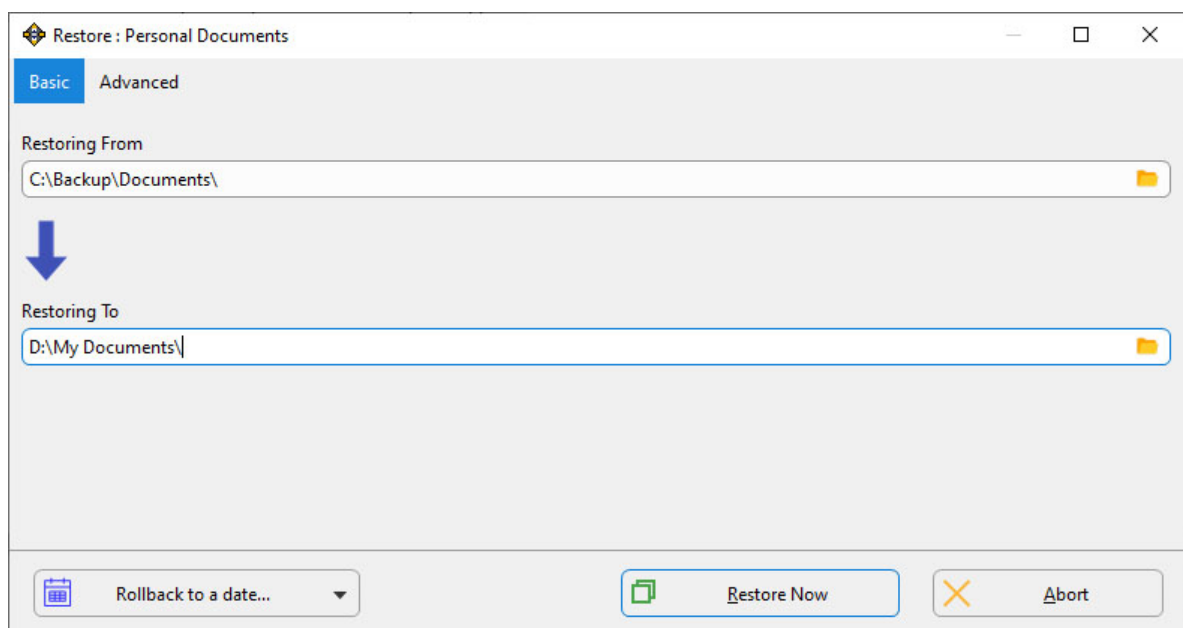 Restore : Personal Documents
Basic Advanced
Restoring From
C:\Backup\Documents\
Restoring To
D:\My Documents\
Rollback to a date... Restore Now Abort